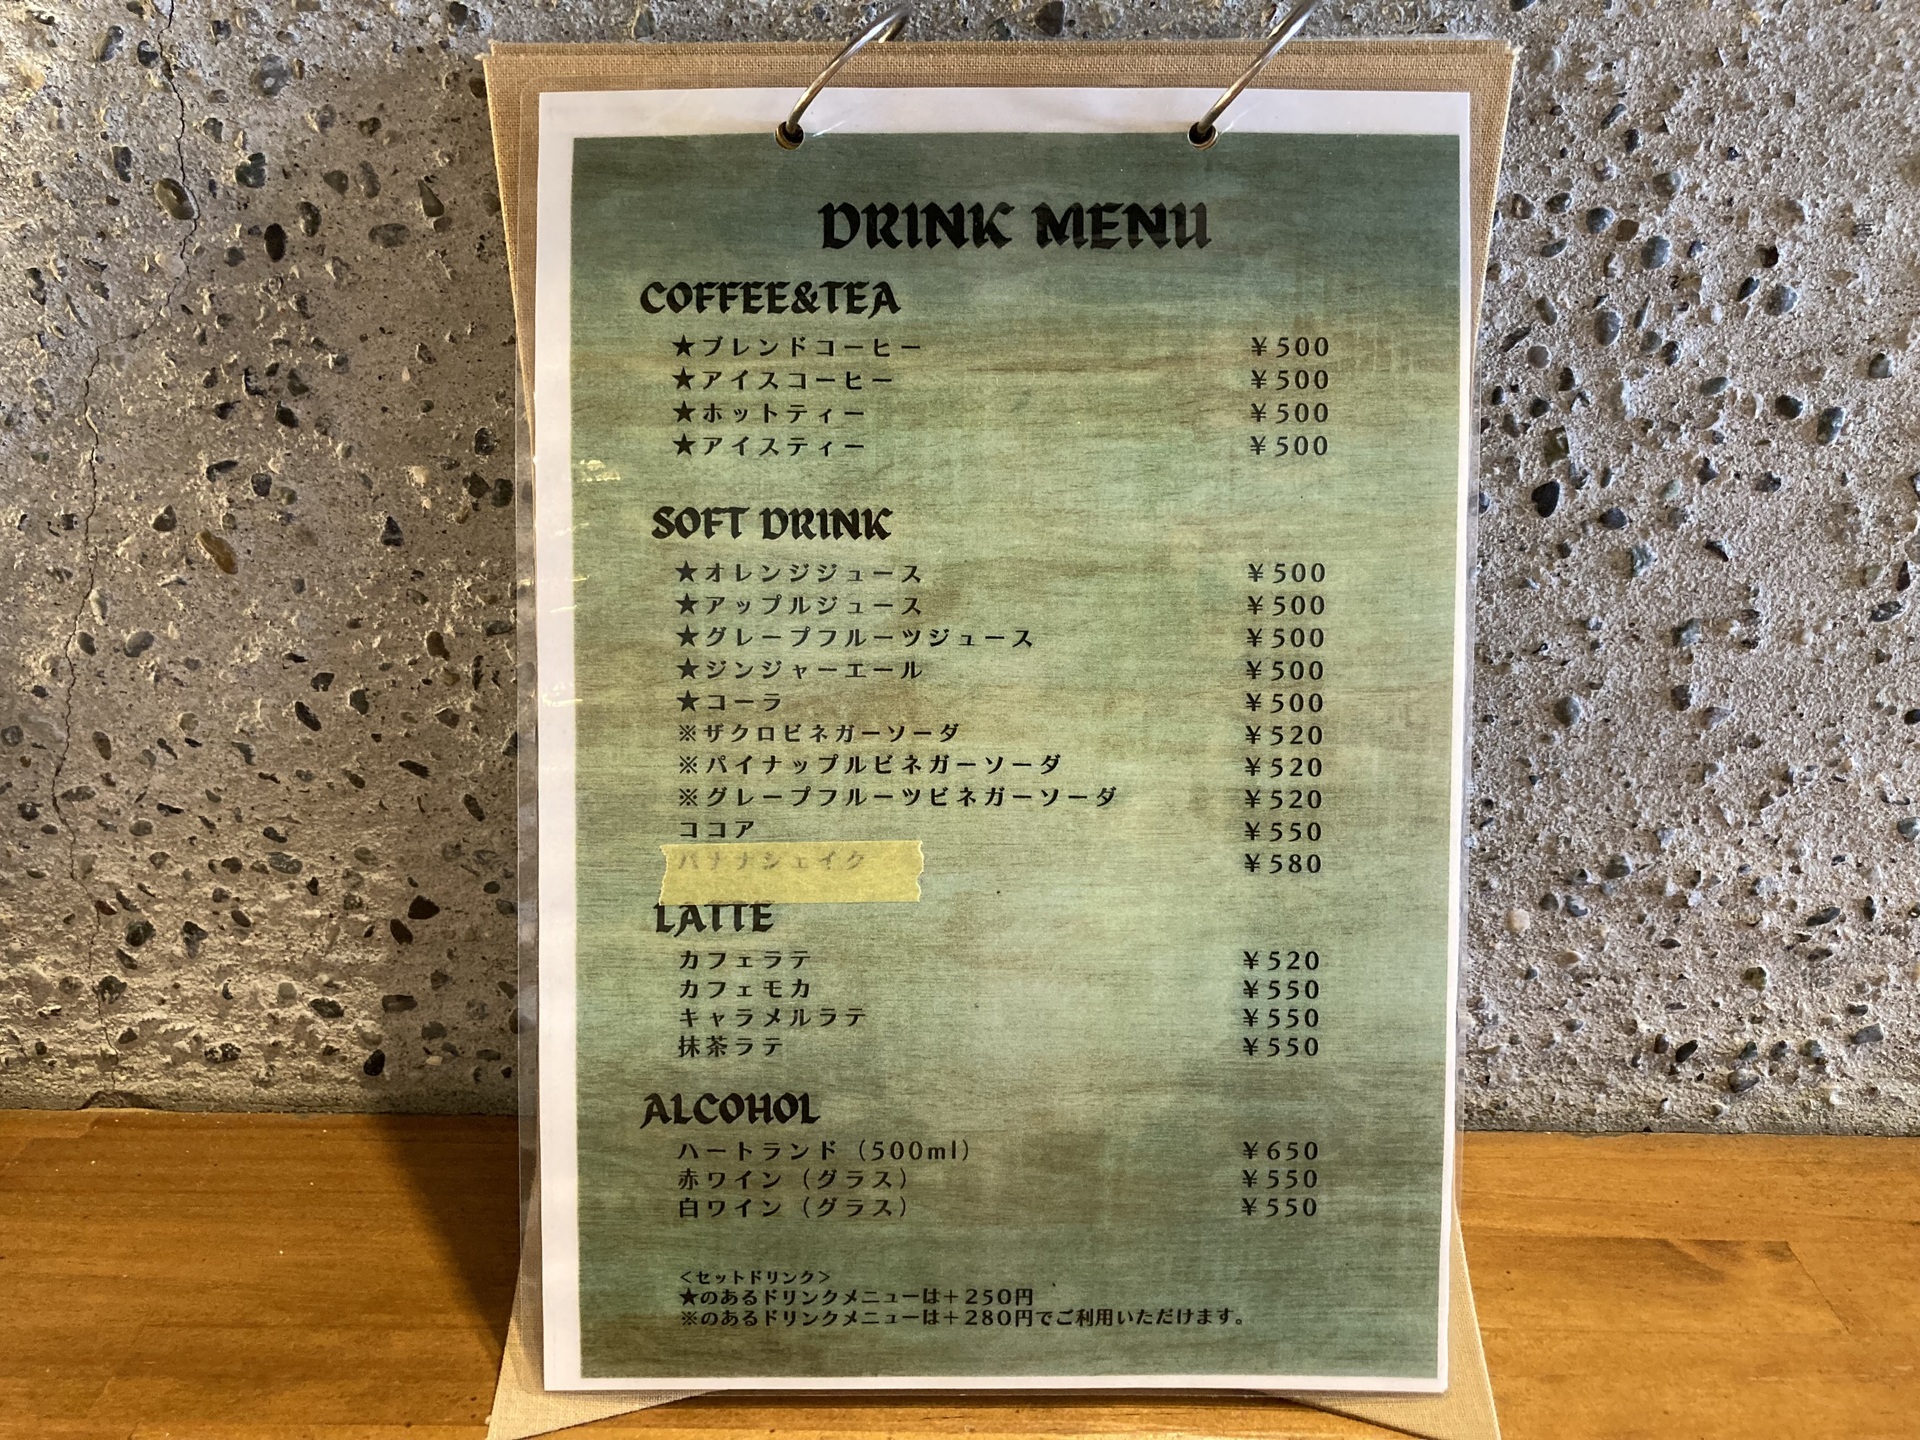 DRINK MENU
COFFEE&TEA
★ブレンドコーヒー ¥500
★アイスコーヒー ¥500
★ホットティー ¥500
★アイスティー ¥500
SOFT DRINK
★オレンジジュース ¥500
★アップルジュース ¥500
★グレープフルーツジュース ¥500
★ジンジャーエール ¥500
★コーラ ¥500
※ザクロビネガーソーダ ¥520
※パイナップルビネガーソーダ ¥520
※グレープフルーツビネガーソーダ ¥520
ココア ¥550
バナナシェイク ¥580
LATTE
カフェラテ ¥520
カフェモカ ¥550
キャラメルラテ ¥550
抹茶ラテ ¥550
ALCOHOL
ハートランド（500ml） ¥650
赤ワイン（グラス） ¥550
白ワイン（グラス） ¥550
<セットドリンク>
★のあるドリンクメニューは＋250円
※のあるドリンクメニューは＋280円でご利用いただけます。